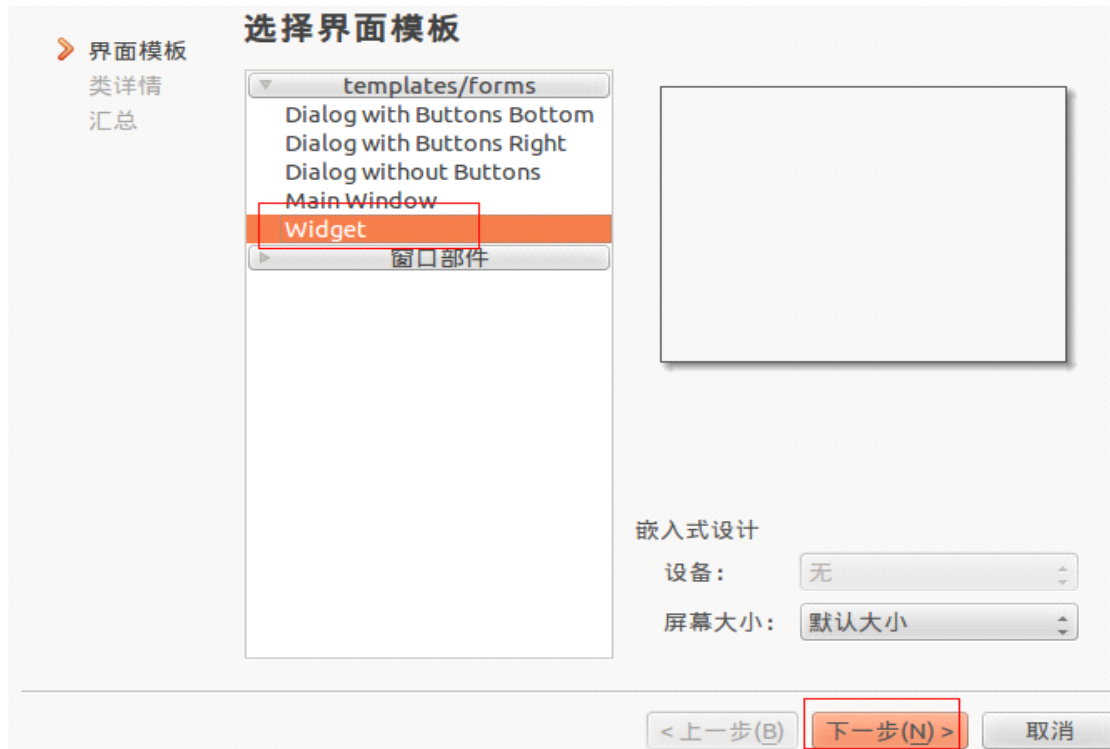 选择界面模板
界面模板
类详情
汇总
templates/forms
Dialog with Buttons Bottom
Dialog with Buttons Right
Dialog without Buttons
Main Window
Widget
窗口部件
嵌入式设计
设备: 无
屏幕大小: 默认大小
<上一步(B) 下一步(N)> 取消